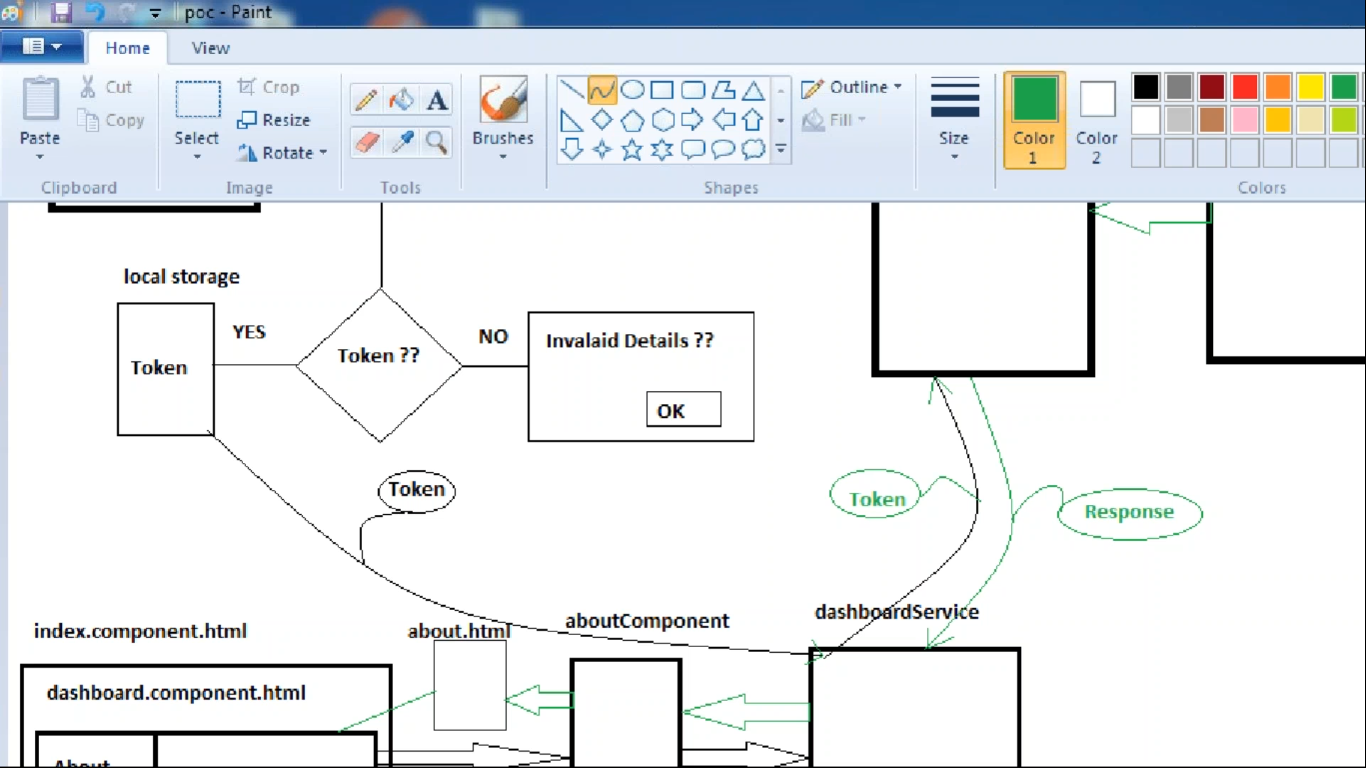 poc - Paint
Home View
Paste
Cut
Copy
Clipboard
Select
Crop
Resize
Rotate
Image
A
Tools
Brushes
Shapes
Outline
Fill
Size
Color 1
Color 2
Colors
local storage
Token
YES
Token ??
NO
Invalaid Details ??
OK
Token
Token
Response
index.component.html
about.html
aboutComponent
dashboardService
dashboard.component.html
About